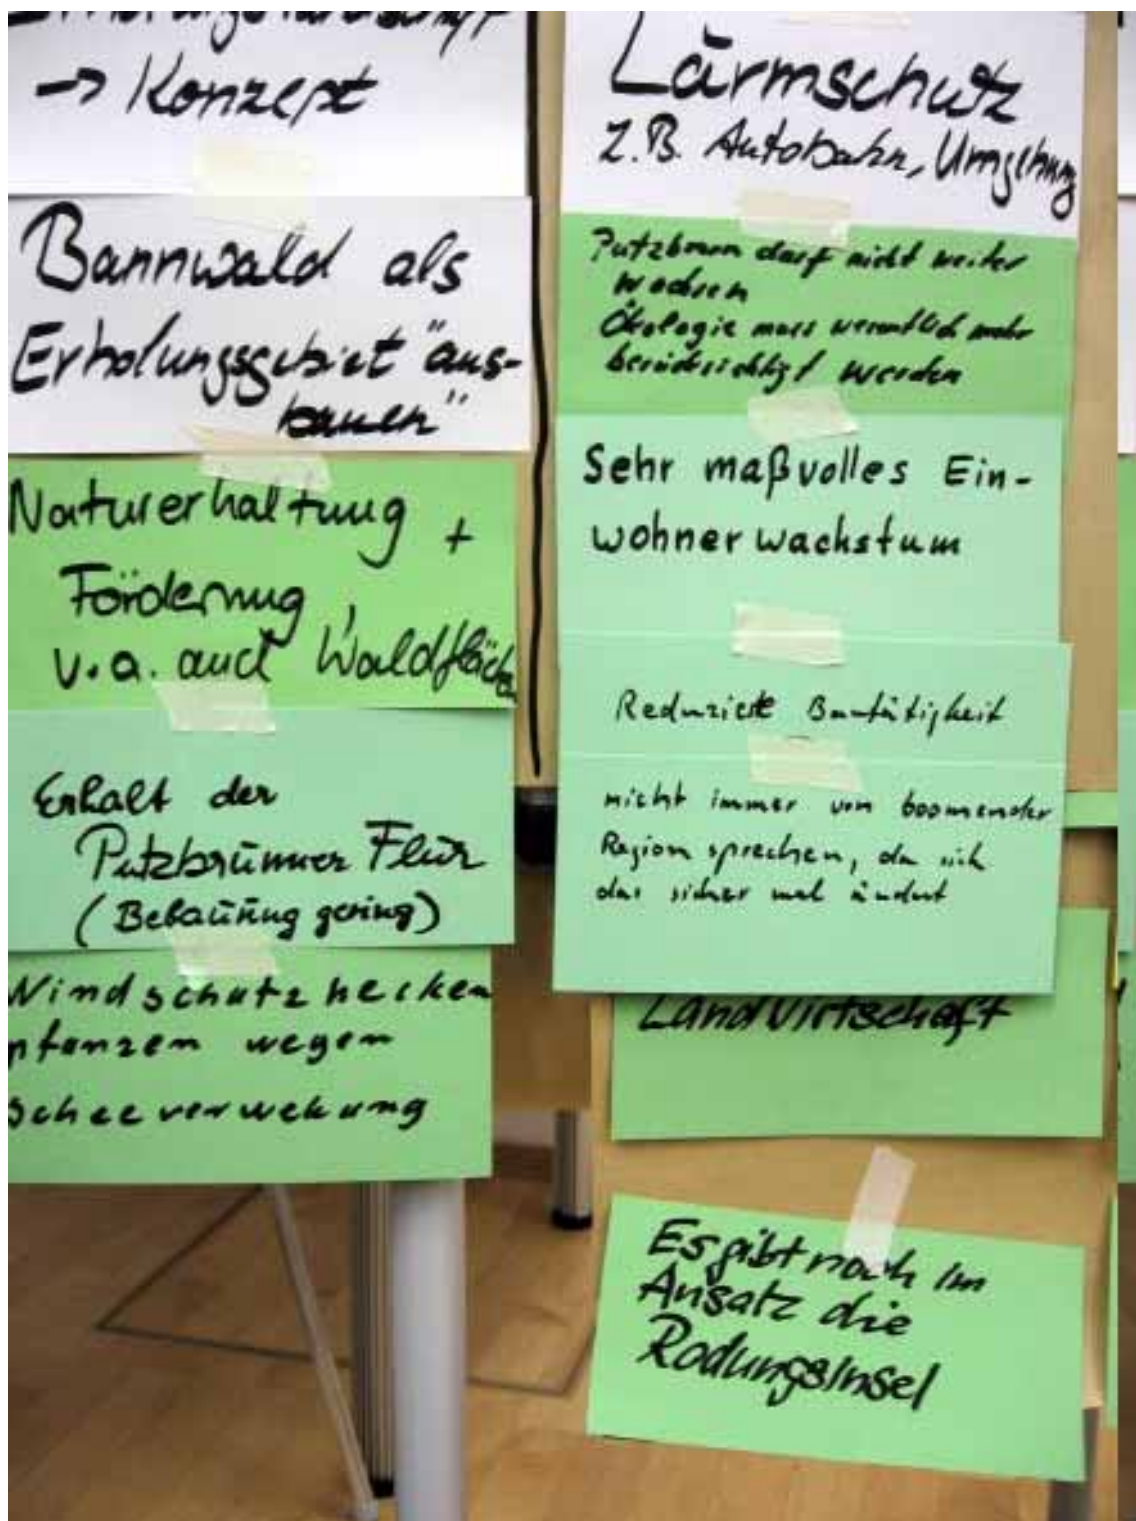 → Konzept
Bannwald als
Erholungsgebiet "aus-
bauen"
Naturerhaltung +
Förderung,
v.a. auch Waldfläche
Erhalt der
Putzbrunner Flur
(Bebauung gering)
Windschutzhecken
pflanzen wegen
Scheeverwehung
Lärmschutz
z.B. Autobahn, Umgehung
Putzbrunn darf nicht weiter
wachsen
Ökologie muss wesentlich mehr
berücksichtigt werden
Sehr maßvolles Ein-
wohnerwachstum
Reduzierte Bautätigkeit
nicht immer von boomender
Region sprechen, da sich
das sicher mal ändert
Landwirtschaft
Es gibt noch im
Ansatz die
Rodungsinsel